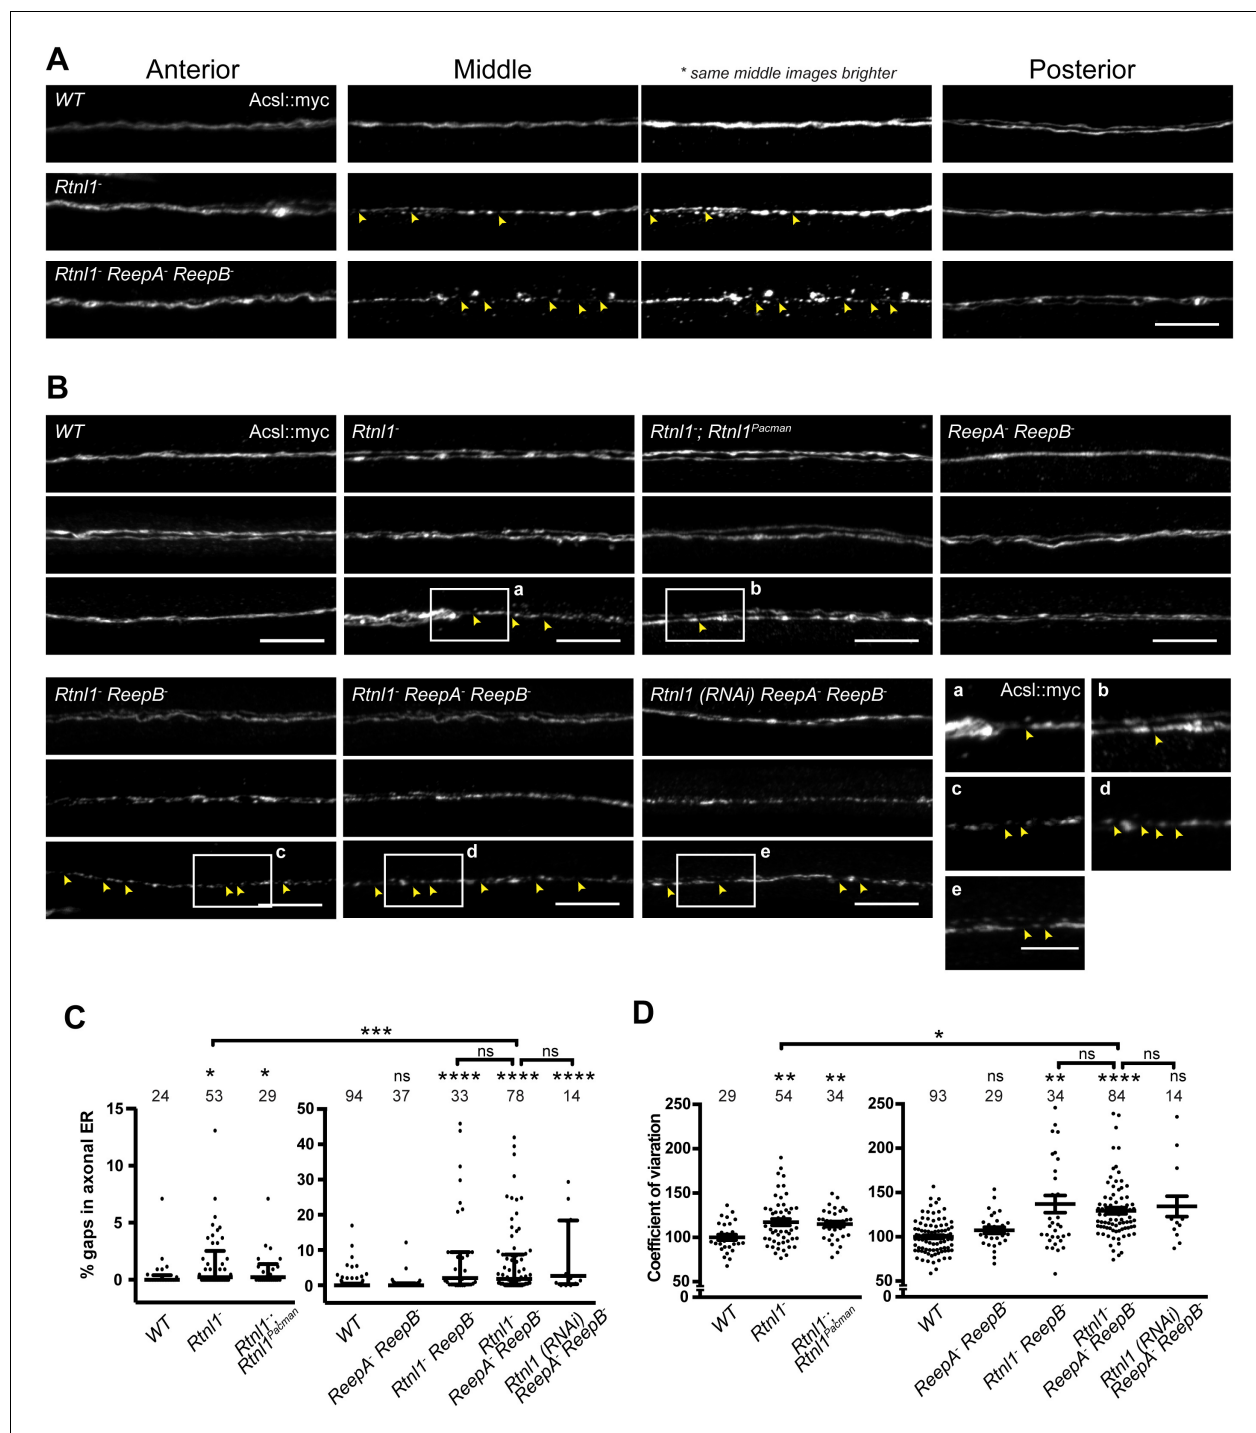 A
Anterior
Middle
* same middle images brighter
Posterior
WT
Acsl::myc
Rtnl1-
Rtnl1- ReepA- ReepB-
B
WT
Acsl::myc
Rtnl1-
Rtnl1-; Rtnl1Pacman
ReepA- ReepB-
a
b
Rtnl1- ReepB-
Rtnl1- ReepA- ReepB-
Rtnl1 (RNAi) ReepA- ReepB-
c
d
e
a
Acsl::myc
b
c
d
e
C
***
ns
ns
* *
ns **** **** ****
24 53 29
94 37 33 78 14
% gaps in axonal ER
15
10
5
0
50
40
30
20
10
0
WT
Rtnl1-
Rtnl1-;
Rtnl1Pacman
WT
ReepA- ReepB-
Rtnl1- ReepB-
Rtnl1-
ReepA- ReepB-
Rtnl1 (RNAi)
ReepA- ReepB-
D
*
ns
ns
** **
ns ** **** ns
29 54 34
93 29 34 84 14
Coefficient of viaration
250
200
150
100
50
0
250
200
150
100
50
0
WT
Rtnl1-
Rtnl1-;
Rtnl1Pacman
WT
ReepA- ReepB-
Rtnl1- ReepB-
Rtnl1-
ReepA- ReepB-
Rtnl1 (RNAi)
ReepA- ReepB-